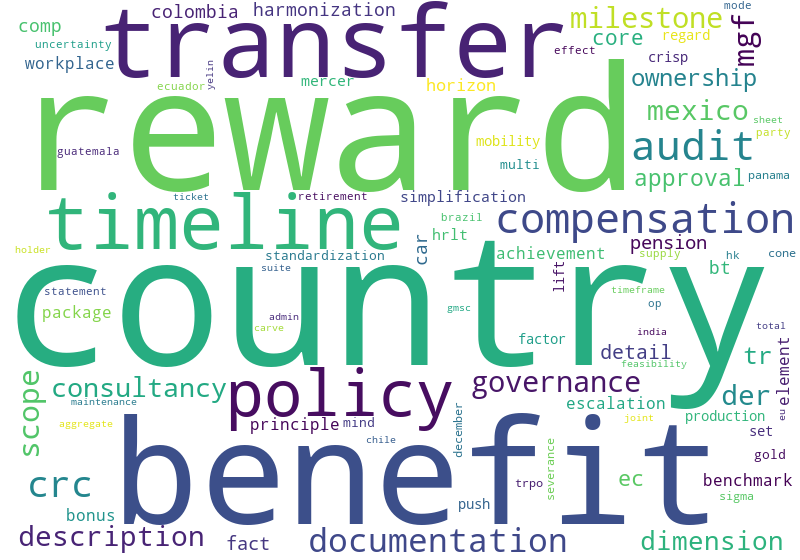 mode
colombia harmonization
transfer
milestone
comp
core
regard
mgf
uncertainty
effect
crisp
workplace
yelin
ecuador
mercer
horizon
ownership
reward
mexico
sheet
party
audit
mobility
guatemala
multi
approval
panama
ticket
retirement
simplification
timeline
compensation
brazil
hrlt
car
pension
holder
standardization
achievement
supply
hk
cone
suite
country
lift
bt
statement
timeframe
package
admin
gmsc
op
carve
india
total
factor
detail
feasibility
tr
element
scope
consultancy
policy
governance
der
maintenance
escalation
eu
aggregate
principle
mind
joint
production
chile
december
benefit
set
severance
gold
crc
trpo
ec
benchmark
bonus
push
sigma
description
fact
documentation
dimension